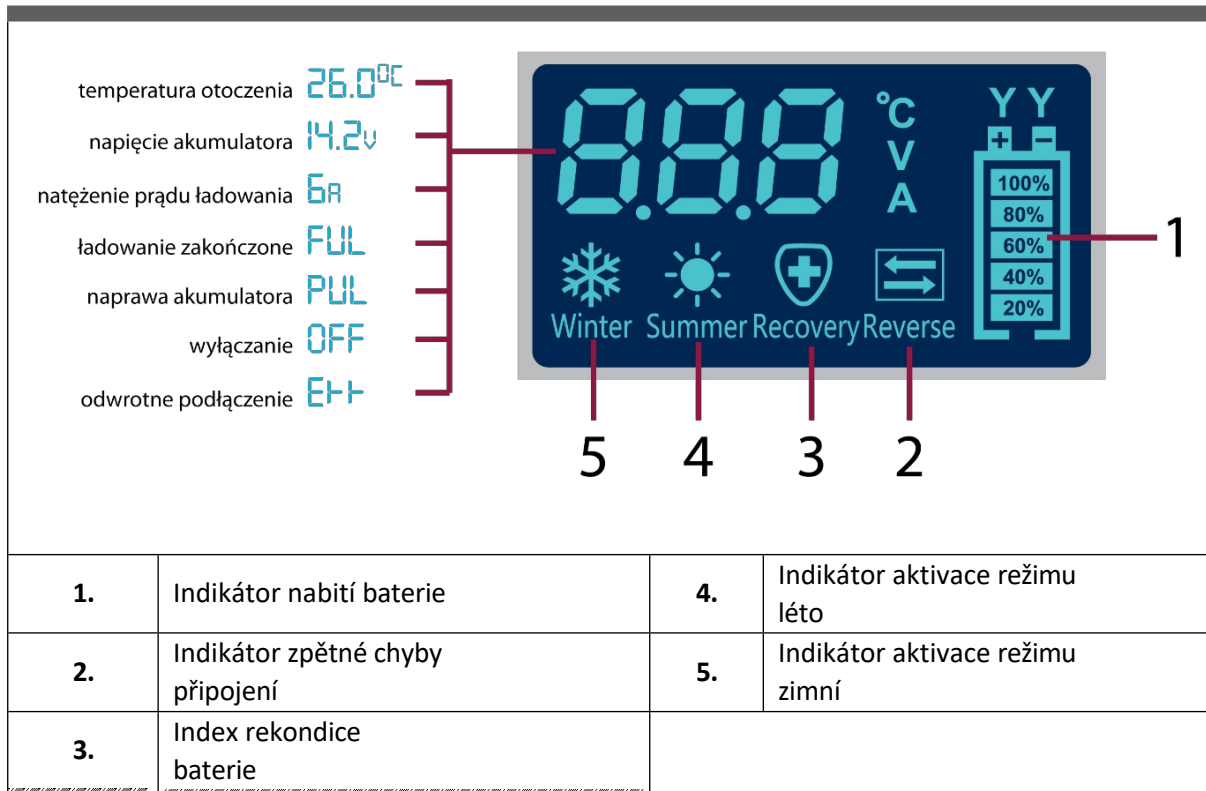 temperatura otoczenia 26.0°C
napięcie akumulatora 14.2V
natężenie prądu ładowania 6A
ładowanie zakończone FUL
naprawa akumulatora PUL
wyłączanie OFF
odwrotne podłączenie Err
8.8.8 °C V A
Y Y
+ −
100%
80%
60%
40%
20%
Winter Summer Recovery Reverse
1
5 4 3 2
1. Indikátor nabití baterie 4. Indikátor aktivace režimu
léto
2. Indikátor zpětné chyby
připojení 5. Indikátor aktivace režimu
zimní
3. Index rekondice
baterie